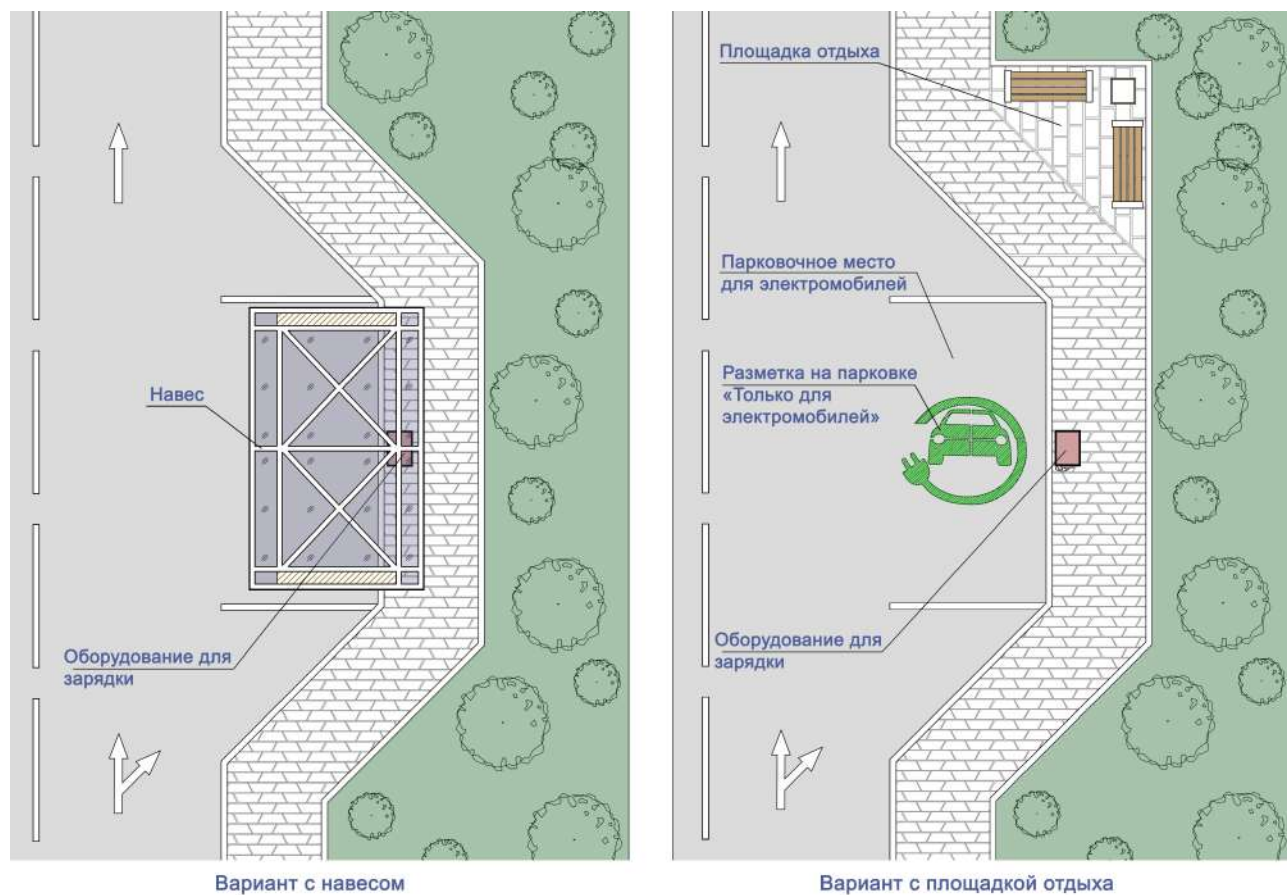 Навес
Оборудование для
зарядки
Вариант с навесом
Площадка отдыха
Парковочное место
для электромобилей
Разметка на парковке
«Только для
электромобилей»
Оборудование для
зарядки
Вариант с площадкой отдыха